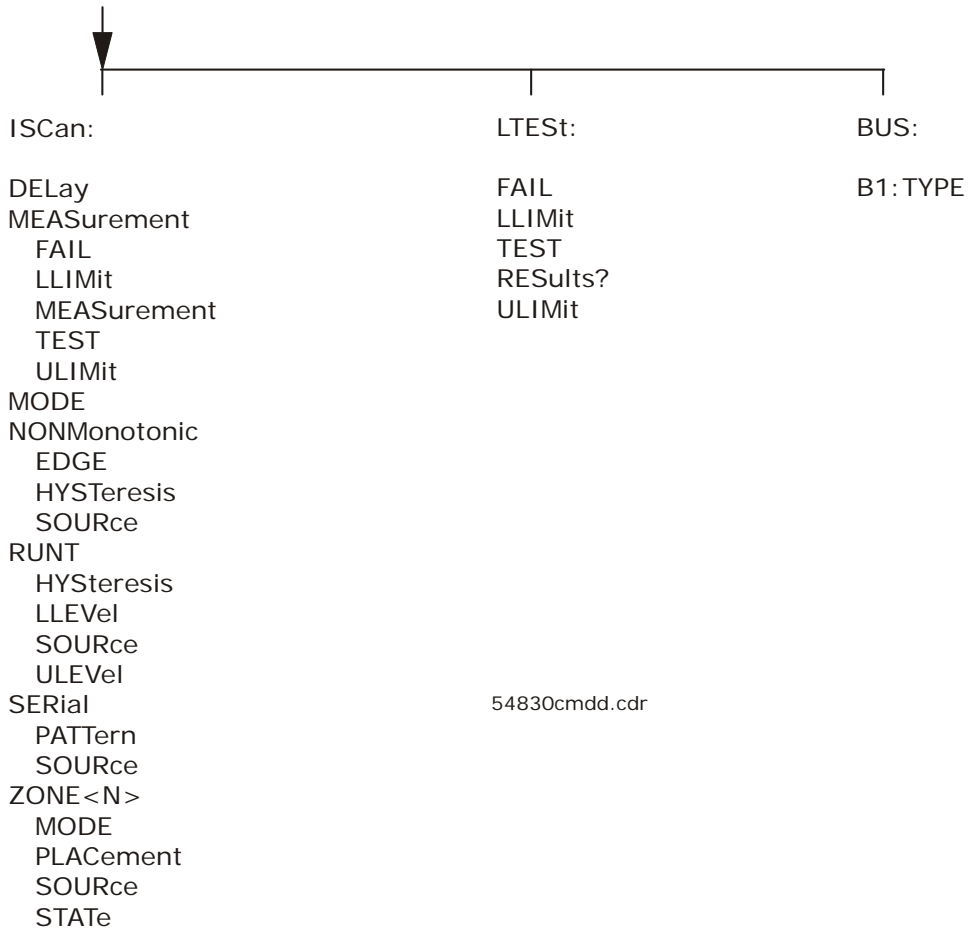 ISCan:
DELay
MEASurement
FAIL
LLIMit
MEASurement
TEST
ULIMit
MODE
NONMonotonic
EDGE
HYSTeresis
SOURce
RUNT
HYSteresis
LLEVel
SOURce
ULEVel
SERial
PATTern
SOURce
ZONE<N>
MODE
PLACement
SOURce
STATe
LTESt:
FAIL
LLIMit
TEST
RESults?
ULIMit
54830cmdd.cdr
BUS:
B1:TYPE